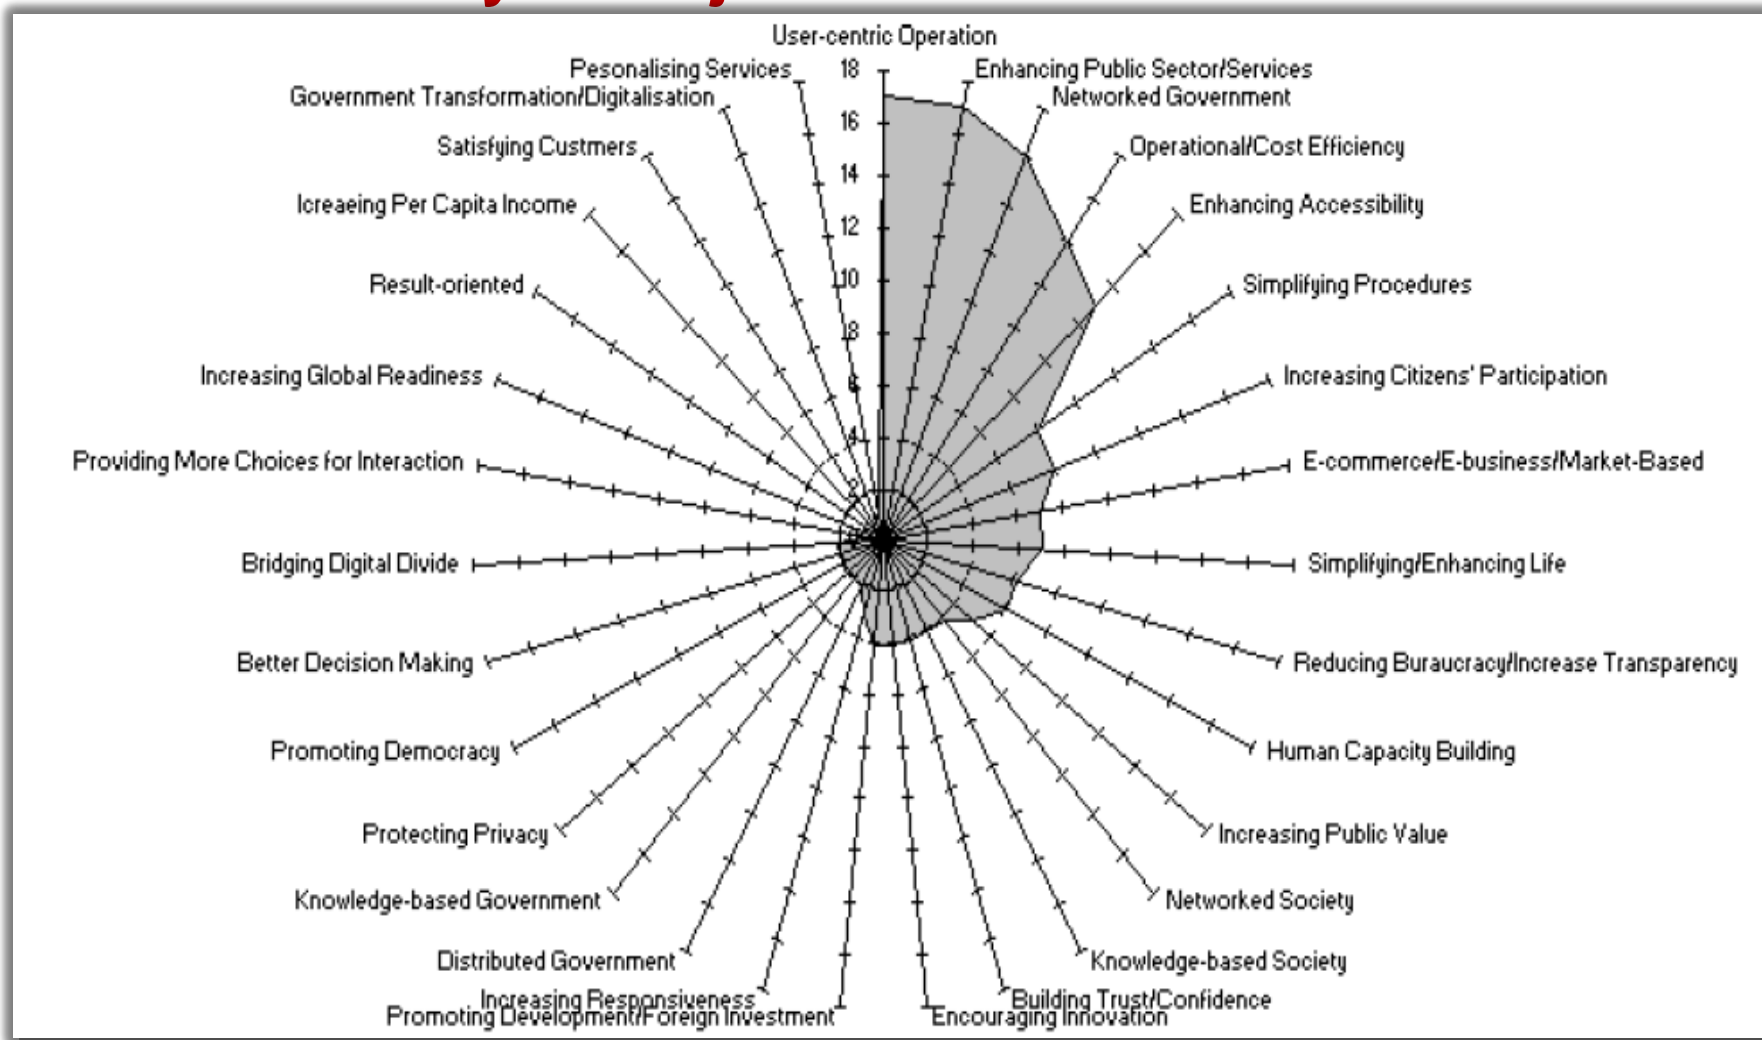 User-centric Operation
Pesonalising Services
18
Enhancing Public Sector/Services
Government Transformation/Digitalisation
Networked Government
16
Satisfying Custmers
Operational/Cost Efficiency
14
Icreaeing Per Capita Income
Enhancing Accessibility
12
Result-oriented
10
Simplifying Procedures
8
Increasing Global Readiness
6
Increasing Citizens' Participation
4
Providing More Choices for Interaction
E-commerce/E-business/Market-Based
2
Bridging Digital Divide
Simplifying/Enhancing Life
Better Decision Making
Reducing Buraucracy/Increase Transparency
Promoting Democracy
Human Capacity Building
Protecting Privacy
Increasing Public Value
Knowledge-based Government
Networked Society
Distributed Government
Knowledge-based Society
Increasing Responsiveness
Building Trust/Confidence
Promoting Development/Foreign Investment
Encouraging Innovation